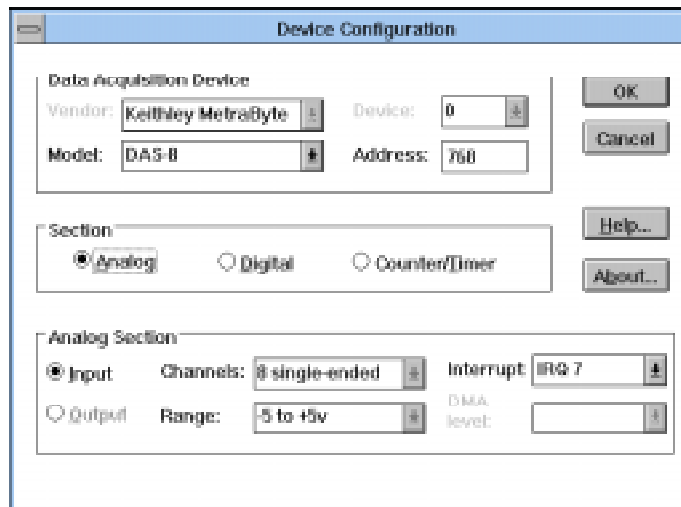 Device Configuration
Data Acquisition Device
Vendor: Keithley MetraByte Device: 0
Model: DAS-8 Address: 768
OK
Cancel
Section
Analog Digital Counter/Timer
Help...
About...
Analog Section
Input Channels: 8 single-ended Interrupt IRQ 7
Output Range: -5 to +5v DMA level: